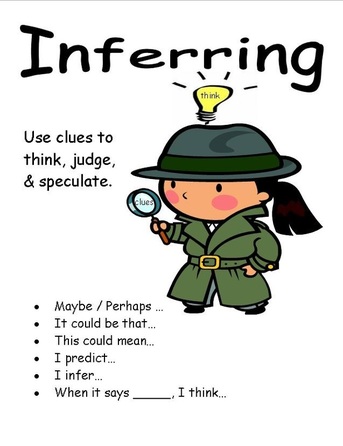 Inferring
think
Use clues to
think, judge,
& speculate.
clues
• Maybe / Perhaps ...
• It could be that...
• This could mean...
• I predict...
• I infer...
• When it says _____, I think...